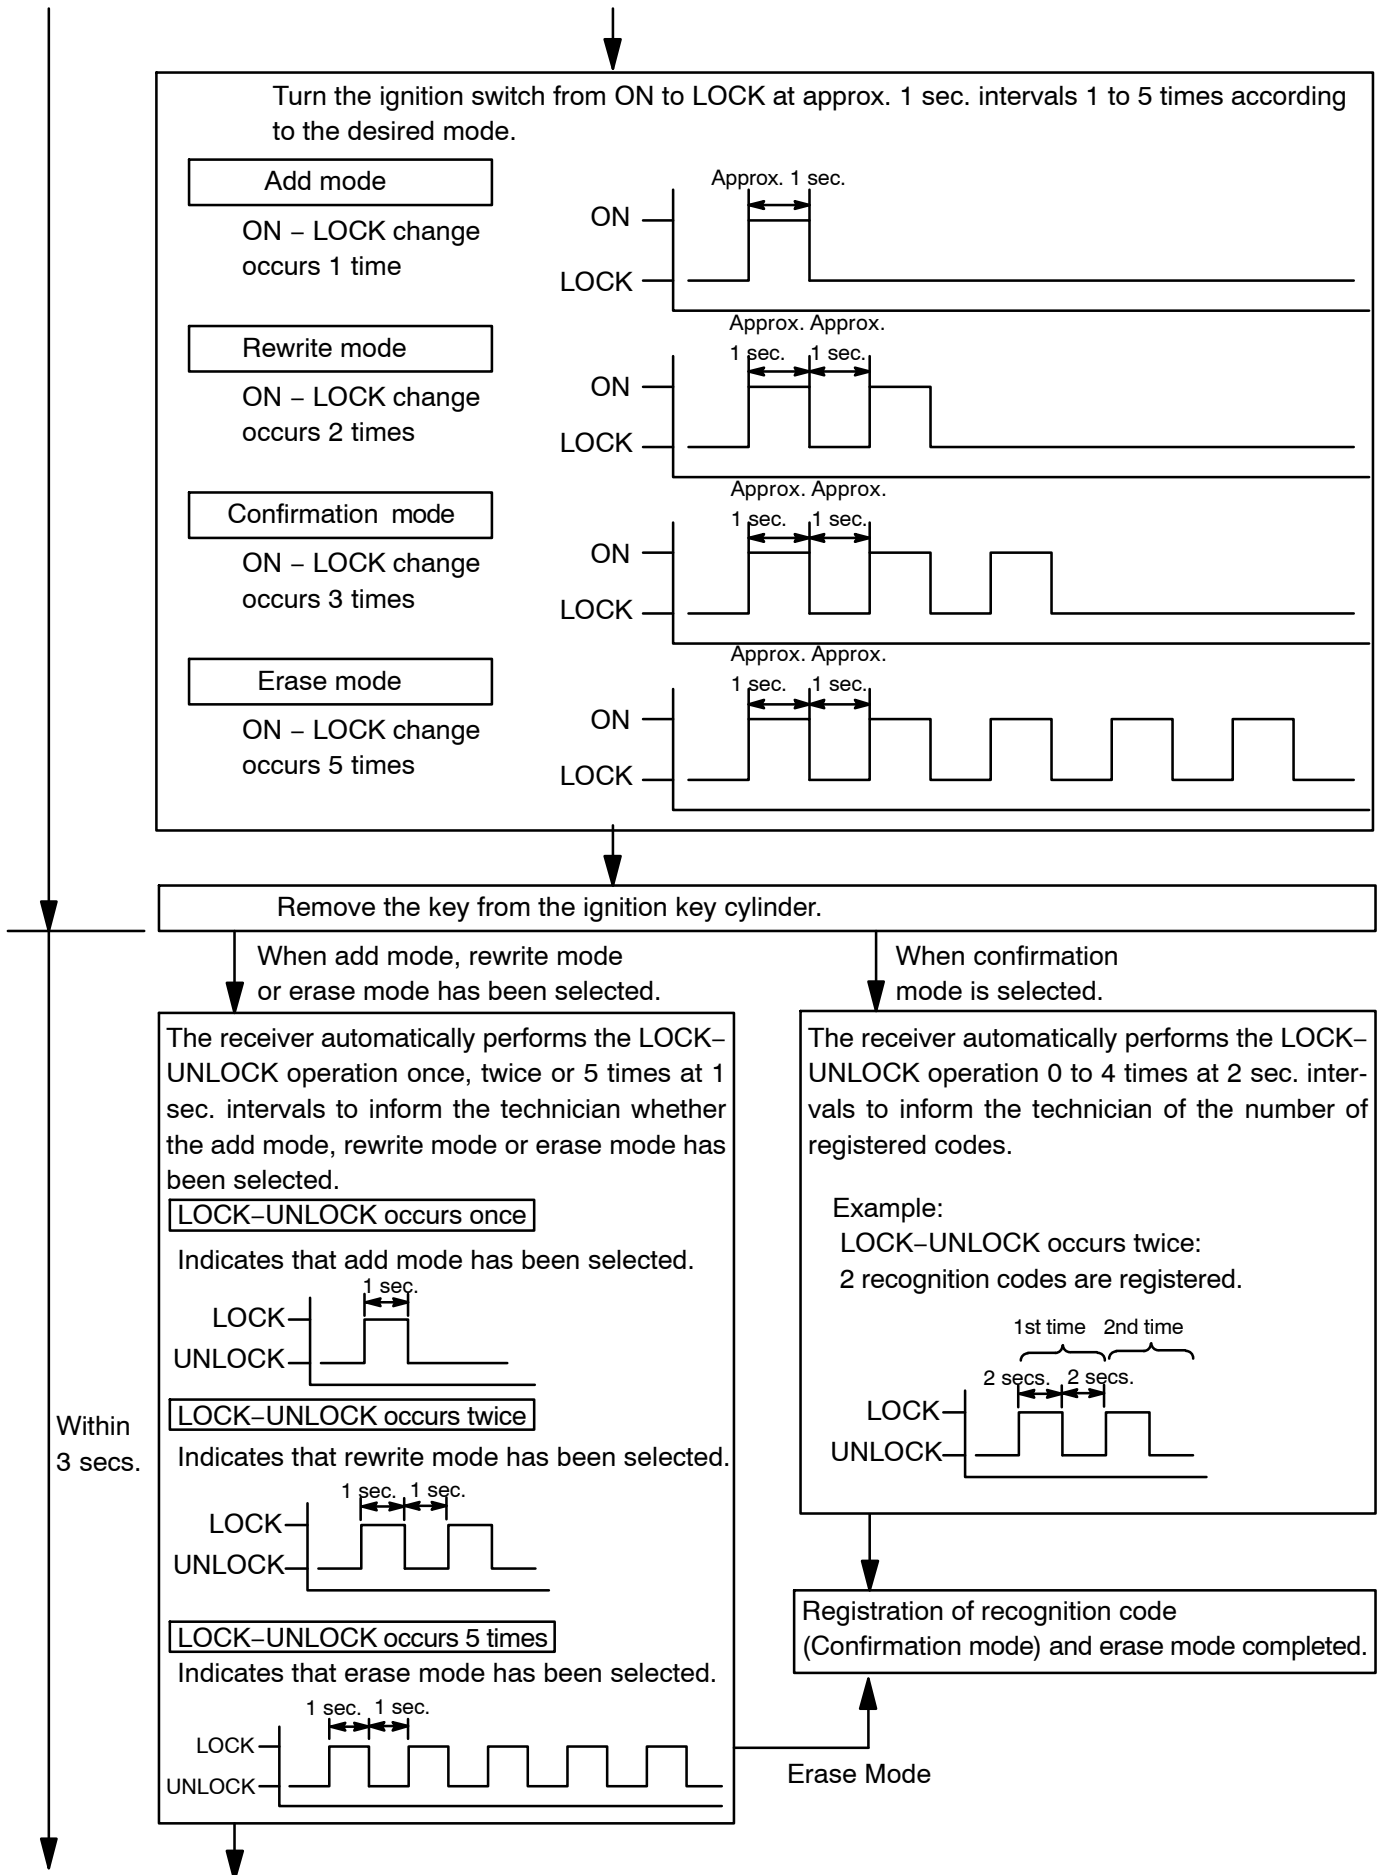 Turn the ignition switch from ON to LOCK at approx. 1 sec. intervals 1 to 5 times according
to the desired mode.
Add mode
ON – LOCK change
occurs 1 time
Approx. 1 sec.
ON
LOCK
Rewrite mode
ON – LOCK change
occurs 2 times
Approx. Approx.
1 sec. 1 sec.
ON
LOCK
Confirmation mode
ON – LOCK change
occurs 3 times
Approx. Approx.
1 sec. 1 sec.
ON
LOCK
Erase mode
ON – LOCK change
occurs 5 times
Approx. Approx.
1 sec. 1 sec.
ON
LOCK
Remove the key from the ignition key cylinder.
When add mode, rewrite mode
or erase mode has been selected.
When confirmation
mode is selected.
The receiver automatically performs the LOCK–
UNLOCK operation once, twice or 5 times at 1
sec. intervals to inform the technician whether
the add mode, rewrite mode or erase mode has
been selected.
LOCK–UNLOCK occurs once
Indicates that add mode has been selected.
1 sec.
LOCK
UNLOCK
LOCK–UNLOCK occurs twice
Indicates that rewrite mode has been selected.
1 sec. 1 sec.
LOCK
UNLOCK
LOCK–UNLOCK occurs 5 times
Indicates that erase mode has been selected.
1 sec. 1 sec.
LOCK
UNLOCK
Within
3 secs.
The receiver automatically performs the LOCK–
UNLOCK operation 0 to 4 times at 2 sec. inter-
vals to inform the technician of the number of
registered codes.
Example:
LOCK–UNLOCK occurs twice:
2 recognition codes are registered.
1st time 2nd time
2 secs. 2 secs.
LOCK
UNLOCK
Registration of recognition code
(Confirmation mode) and erase mode completed.
Erase Mode